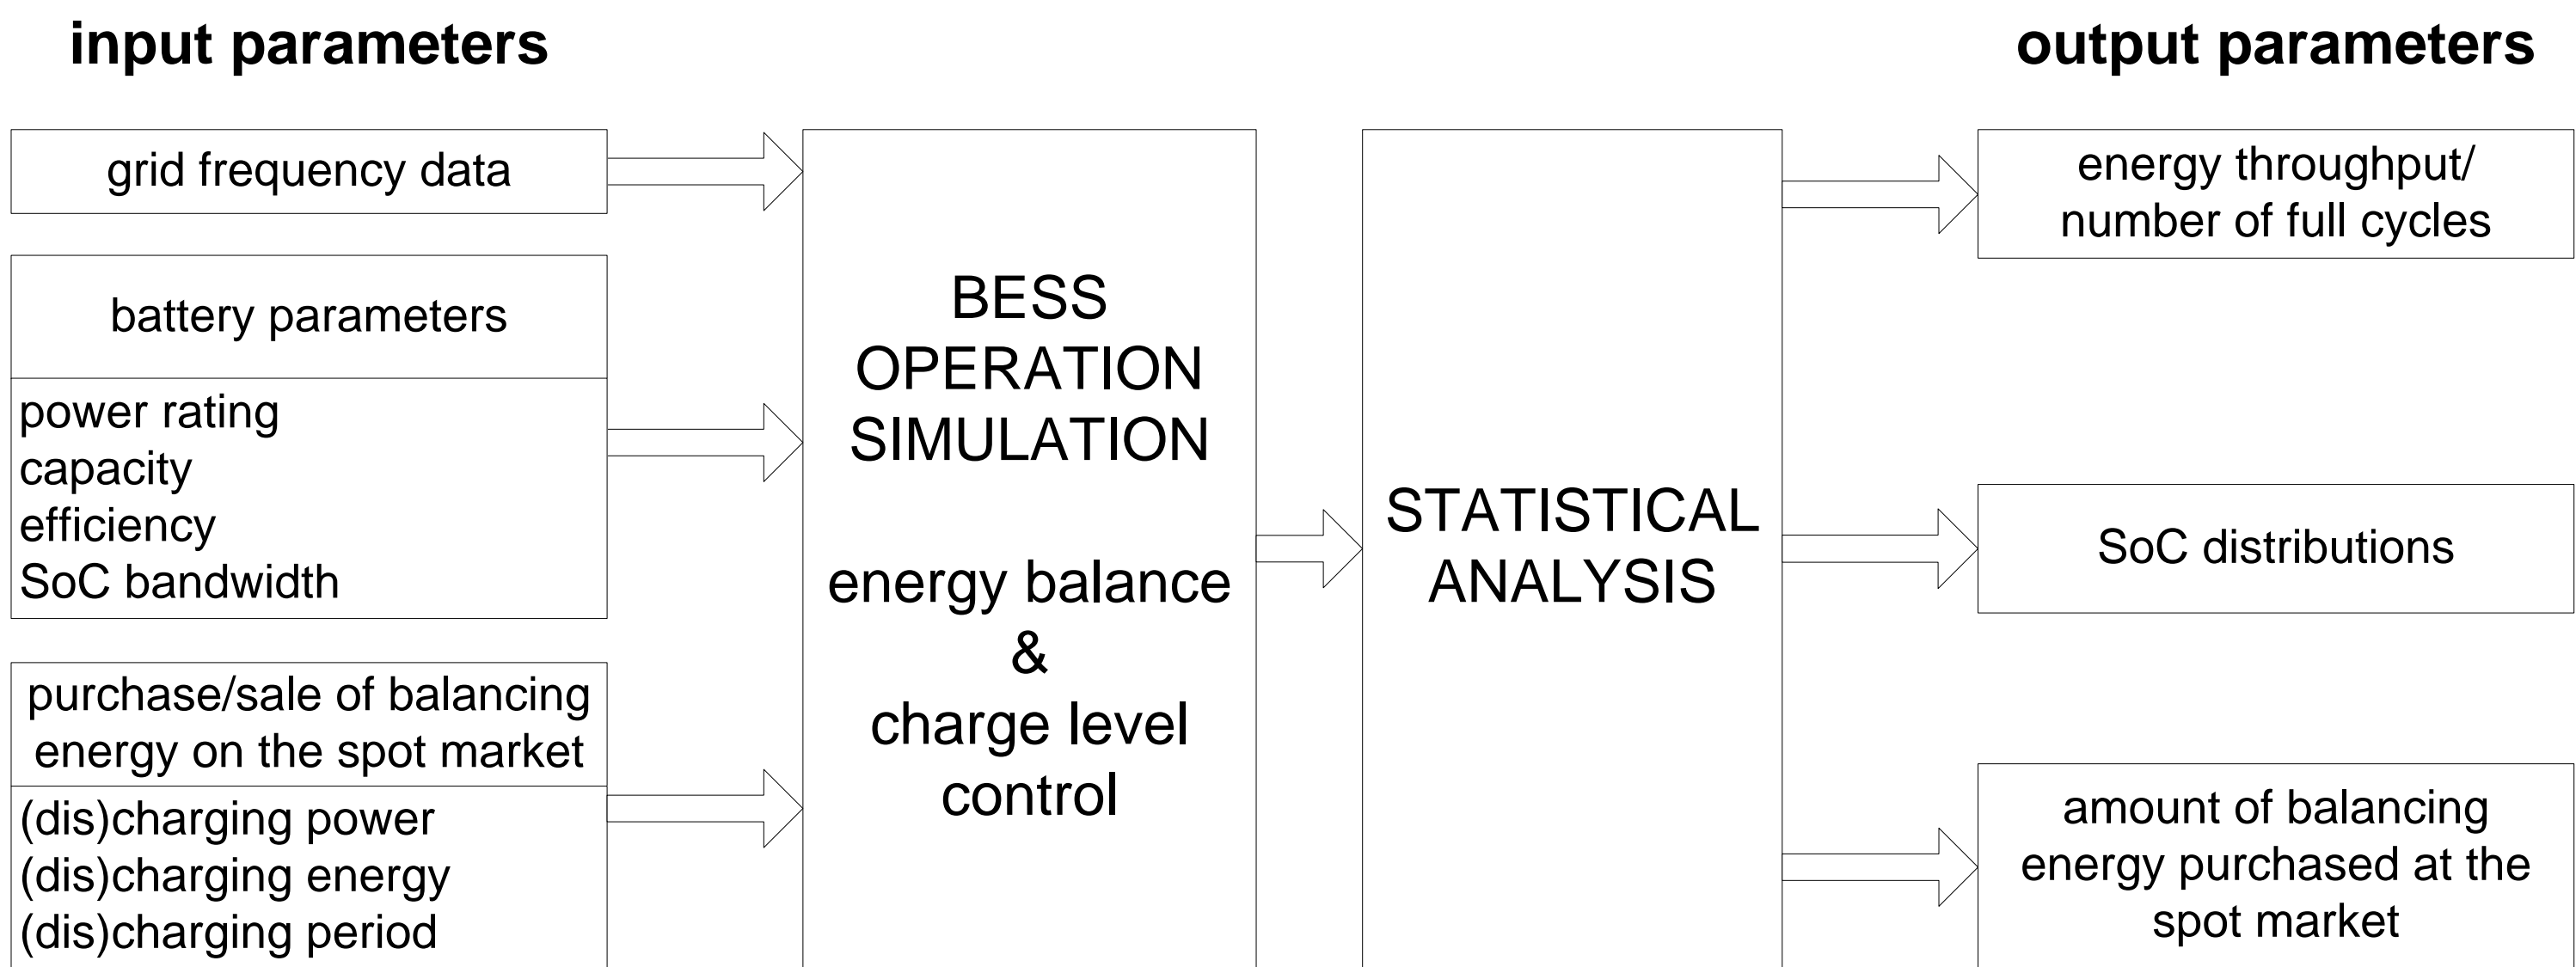 input parameters
output parameters
grid frequency data
battery parameters
power rating
capacity
efficiency
SoC bandwidth
purchase/sale of balancing
energy on the spot market
(dis)charging power
(dis)charging energy
(dis)charging period
BESS
OPERATION
SIMULATION
energy balance
&
charge level
control
STATISTICAL
ANALYSIS
energy throughput/
number of full cycles
SoC distributions
amount of balancing
energy purchased at the
spot market